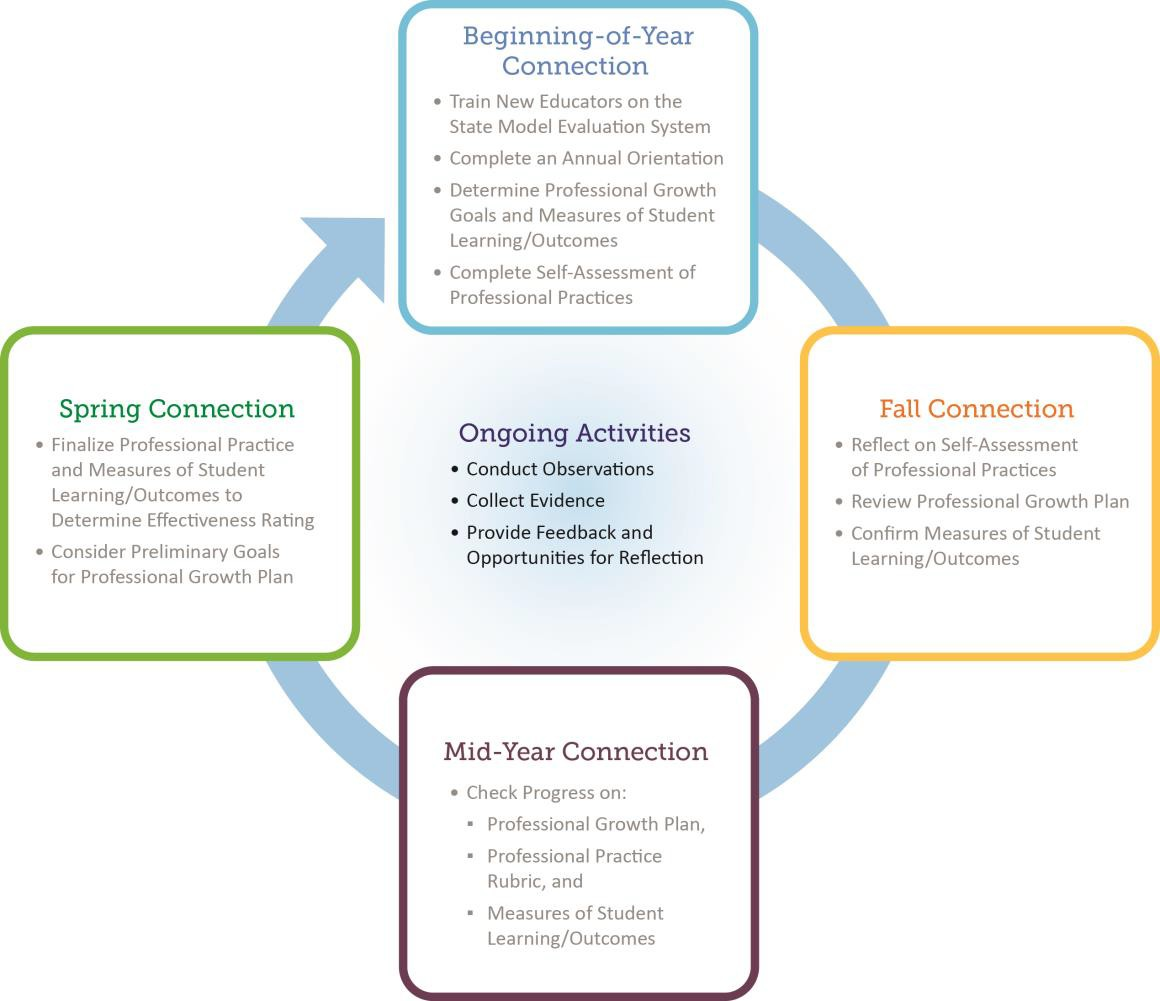 Beginning-of-Year
Connection
• Train New Educators on the
State Model Evaluation System
• Complete an Annual Orientation
• Determine Professional Growth
Goals and Measures of Student
Learning/Outcomes
• Complete Self-Assessment of
Professional Practices
Fall Connection
• Reflect on Self-Assessment
of Professional Practices
• Review Professional Growth Plan
• Confirm Measures of Student
Learning/Outcomes
Mid-Year Connection
• Check Progress on:
▪ Professional Growth Plan,
▪ Professional Practice
Rubric, and
▪ Measures of Student
Learning/Outcomes
Spring Connection
• Finalize Professional Practice
and Measures of Student
Learning/Outcomes to
Determine Effectiveness Rating
• Consider Preliminary Goals
for Professional Growth Plan
Ongoing Activities
• Conduct Observations
• Collect Evidence
• Provide Feedback and
Opportunities for Reflection